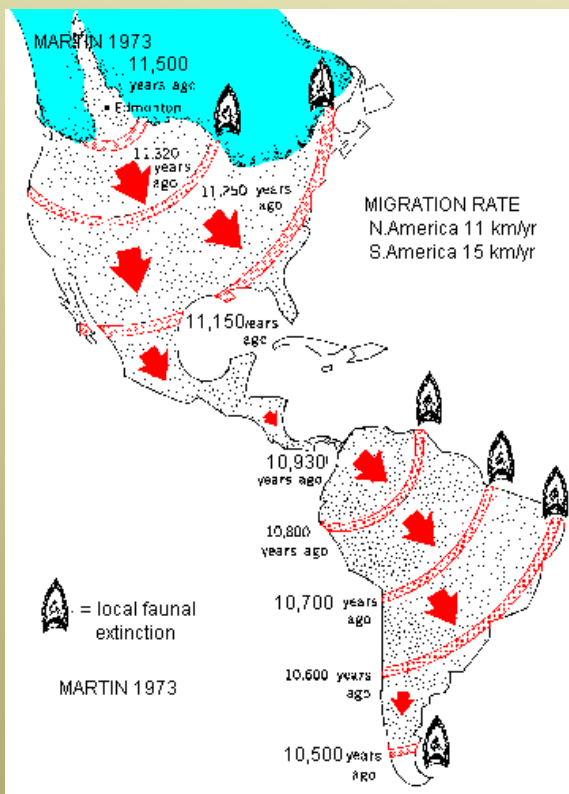 MARTIN 1973
11,500
years ago
Edmonton
11,320
years
ago
11,250 years
ago
MIGRATION RATE
N.America 11 km/yr
S.America 15 km/yr
11,150 years
ago
10,930
years ago
10,800
years ago
10,700 years
ago
= local faunal
extinction
10,600 years
ago
MARTIN 1973
10,500 years
ago